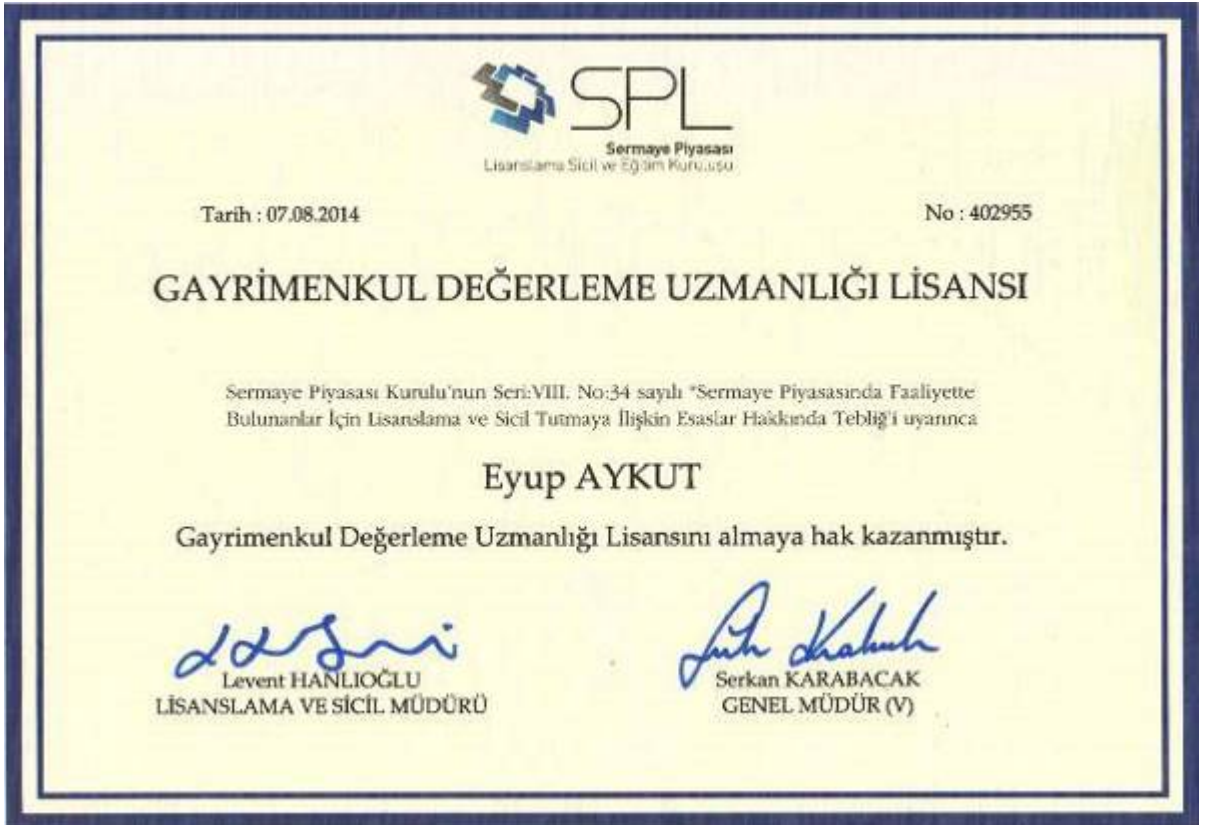 SPL
Sermaye Piyasası
Lisanslama Sicil ve Eğitim Kuruluşu
Tarih : 07.08.2014
No : 402955
GAYRİMENKUL DEĞERLEME UZMANLIĞI LİSANSI
Sermaye Piyasası Kurulu'nun Seri:VIII. No:34 sayılı "Sermaye Piyasasında Faaliyette
Bulunanlar İçin Lisanslama ve Sicil Tutmaya İlişkin Esaslar Hakkında Tebliğ'i uyarınca
Eyup AYKUT
Gayrimenkul Değerleme Uzmanlığı Lisansını almaya hak kazanmıştır.
Levent HANLIOĞLU
LİSANSLAMA VE SİCİL MÜDÜRÜ
Serkan KARABACAK
GENEL MÜDÜR (V)